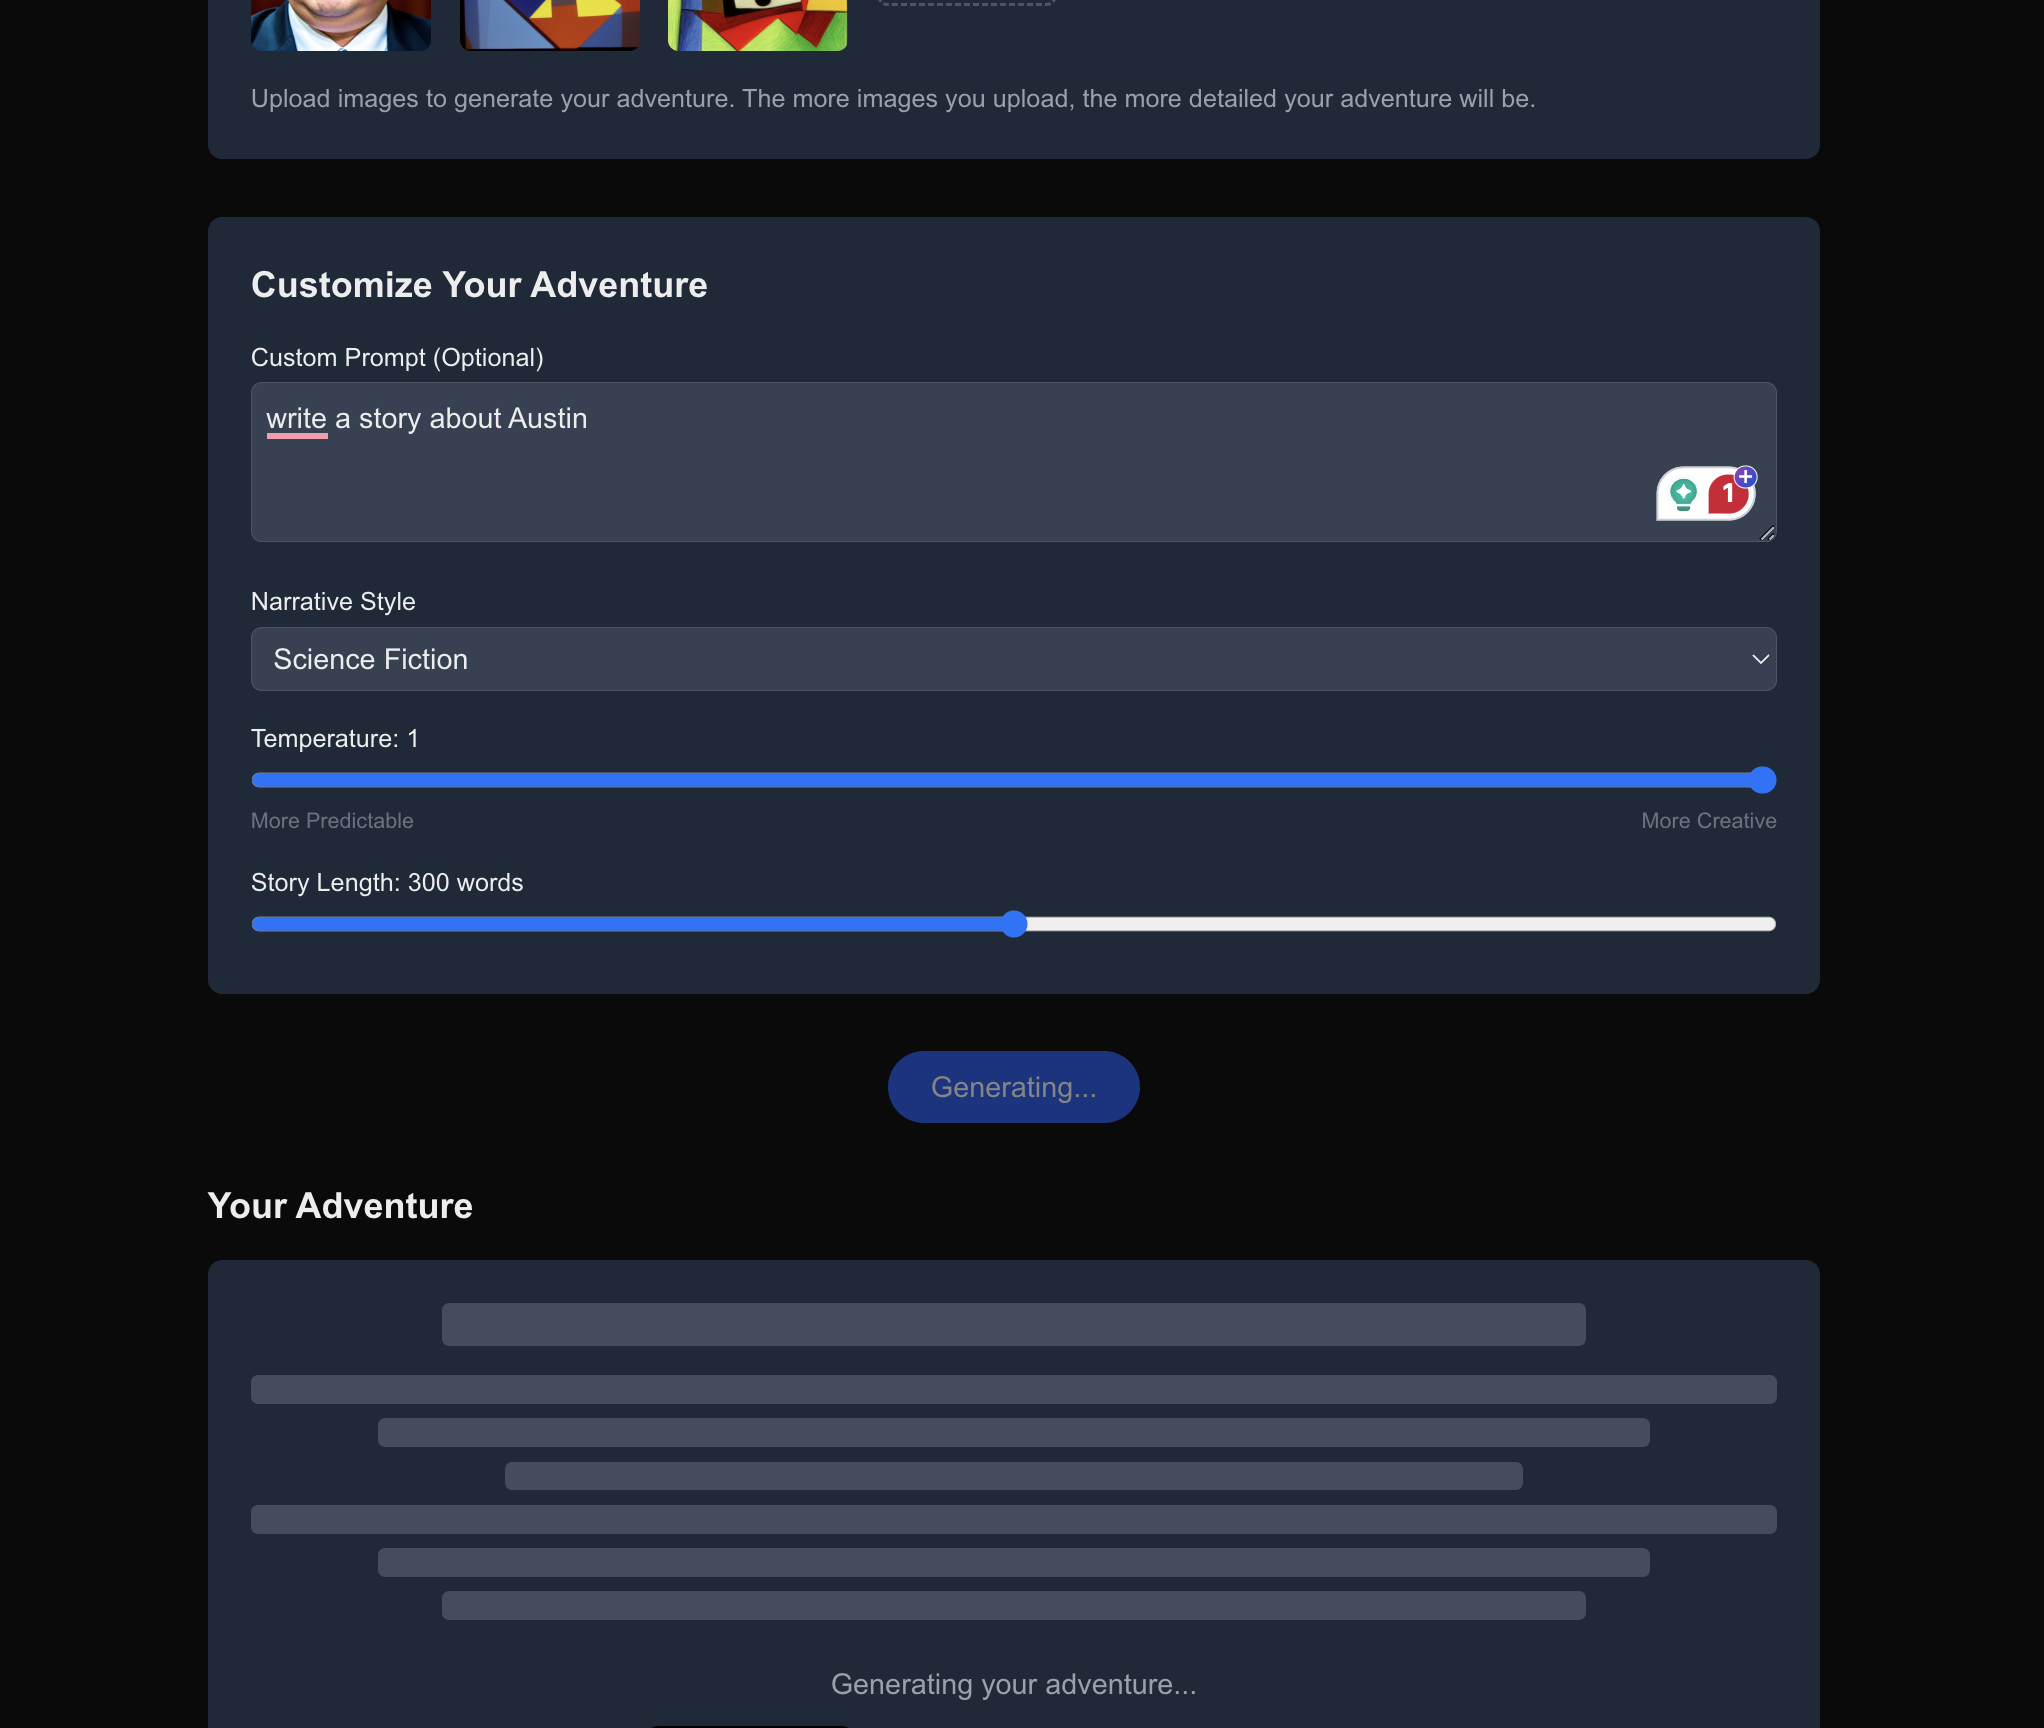 Upload images to generate your adventure. The more images you upload, the more detailed your adventure will be.
Customize Your Adventure
Custom Prompt (Optional)
write a story about Austin
1
Narrative Style
Science Fiction
Temperature: 1
More Predictable
More Creative
Story Length: 300 words
Generating...
Your Adventure
Generating your adventure...